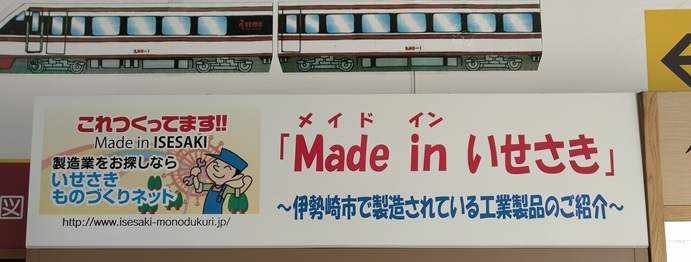 これつくってます!!
Made in ISESAKI
製造業をお探しなら
いせさき
ものづくりネット
http://www.isesaki-monodukuri.jp/
メイド イン
「Made in いせさき」
～伊勢崎市で製造されている工業製品のご紹介～
図